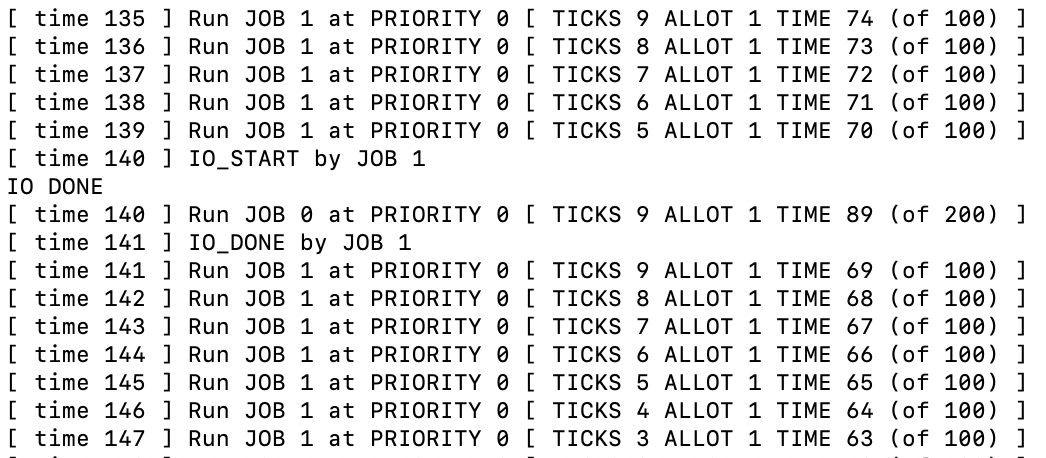 [ time 135 ] Run JOB 1 at PRIORITY 0 [ TICKS 9 ALLOT 1 TIME 74 (of 100) ]
[ time 136 ] Run JOB 1 at PRIORITY 0 [ TICKS 8 ALLOT 1 TIME 73 (of 100) ]
[ time 137 ] Run JOB 1 at PRIORITY 0 [ TICKS 7 ALLOT 1 TIME 72 (of 100) ]
[ time 138 ] Run JOB 1 at PRIORITY 0 [ TICKS 6 ALLOT 1 TIME 71 (of 100) ]
[ time 139 ] Run JOB 1 at PRIORITY 0 [ TICKS 5 ALLOT 1 TIME 70 (of 100) ]
[ time 140 ] IO_START by JOB 1
IO DONE
[ time 140 ] Run JOB 0 at PRIORITY 0 [ TICKS 9 ALLOT 1 TIME 89 (of 200) ]
[ time 141 ] IO_DONE by JOB 1
[ time 141 ] Run JOB 1 at PRIORITY 0 [ TICKS 9 ALLOT 1 TIME 69 (of 100) ]
[ time 142 ] Run JOB 1 at PRIORITY 0 [ TICKS 8 ALLOT 1 TIME 68 (of 100) ]
[ time 143 ] Run JOB 1 at PRIORITY 0 [ TICKS 7 ALLOT 1 TIME 67 (of 100) ]
[ time 144 ] Run JOB 1 at PRIORITY 0 [ TICKS 6 ALLOT 1 TIME 66 (of 100) ]
[ time 145 ] Run JOB 1 at PRIORITY 0 [ TICKS 5 ALLOT 1 TIME 65 (of 100) ]
[ time 146 ] Run JOB 1 at PRIORITY 0 [ TICKS 4 ALLOT 1 TIME 64 (of 100) ]
[ time 147 ] Run JOB 1 at PRIORITY 0 [ TICKS 3 ALLOT 1 TIME 63 (of 100) ]